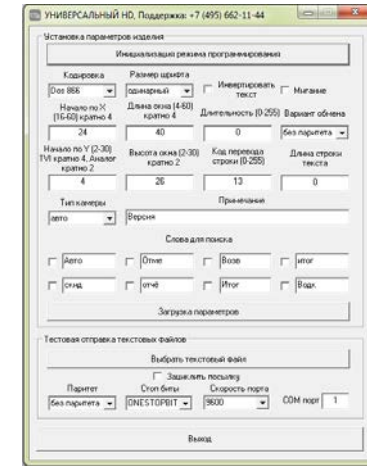 УНИВЕРСАЛЬНЫЙ HD, Поддержка: +7 (495) 662-11-44
Установка параметров изделия
Инициализация режима программирования
Кодировка
Размер шрифта
Dos 866
одинарный
Инвертировать текст
Мигание
Начало по X (16-60) кратно 4
Длина окна (4-60) кратно 4
Длительность (0-255)
Вариант обмена
24
40
0
без паритета
Начало по Y (2-30) TVI кратно 4, Аналог кратно 2
Высота окна (2-30) кратно 2
Код перевода строки (0-255)
Длина строки текста
4
26
13
0
Тип камеры
Примечание
авто
Версия
Слова для поиска
Авто
Отме
Возв
итог
скид
отчё
Итог
Водк
Загрузка параметров
Тестовая отправка текстовых файлов
Выбрать текстовый файл
Зациклить посылку
Паритет
Стоп биты
Скорость порта
без паритета
ONESTOPBIT
9600
COM порт
1
Выход